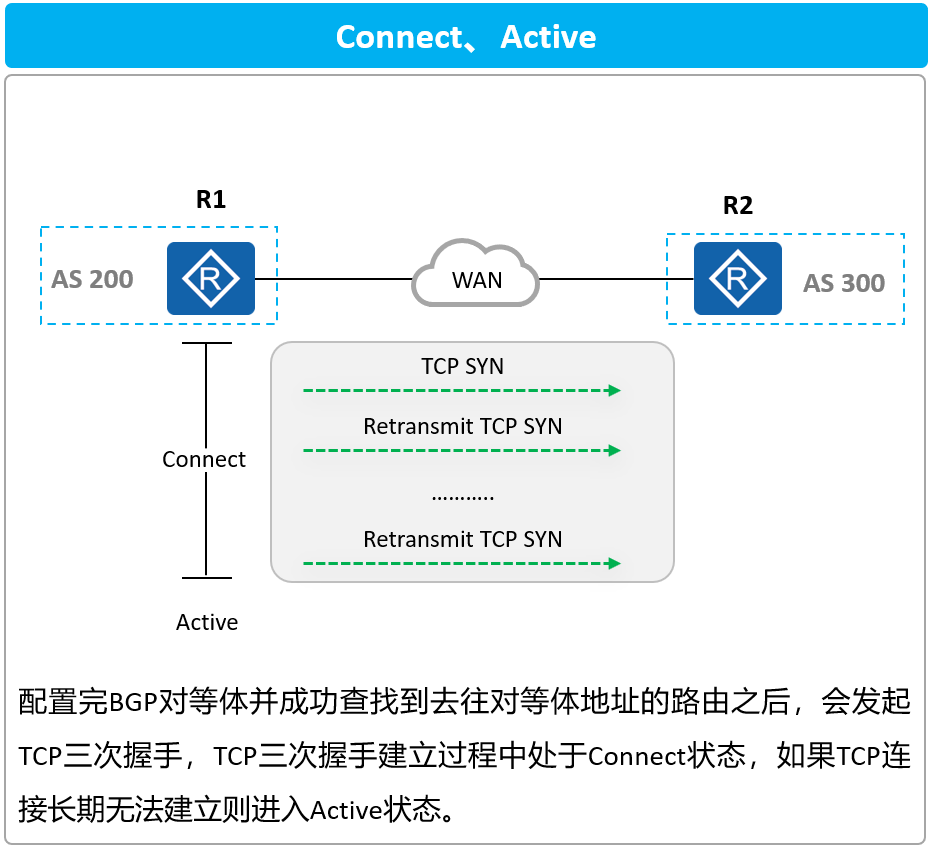 Connect、Active
R1
R2
AS 200
R
WAN
R
AS 300
TCP SYN
Retransmit TCP SYN
Connect
...........
Retransmit TCP SYN
Active
配置完BGP对等体并成功查找到去往对等体地址的路由之后，会发起
TCP三次握手，TCP三次握手建立过程中处于Connect状态，如果TCP连
接长期无法建立则进入Active状态。